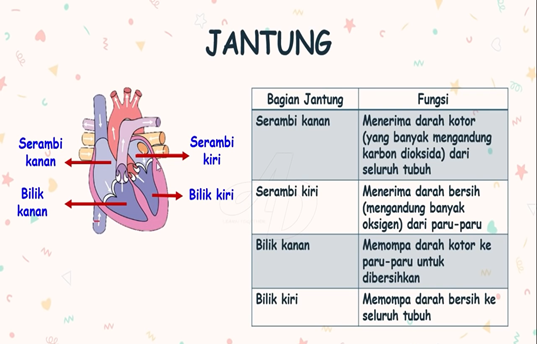 JANTUNG
Serambi
kanan
Serambi
kiri
Bilik
kanan
Bilik kiri
Bagian Jantung Fungsi
Serambi kanan Menerima darah kotor
(yang banyak mengandung
karbon dioksida) dari
seluruh tubuh
Serambi kiri Menerima darah bersih
(mengandung banyak
oksigen) dari paru-paru
Bilik kanan Memompa darah kotor ke
paru-paru untuk
dibersihkan
Bilik kiri Memompa darah bersih ke
seluruh tubuh